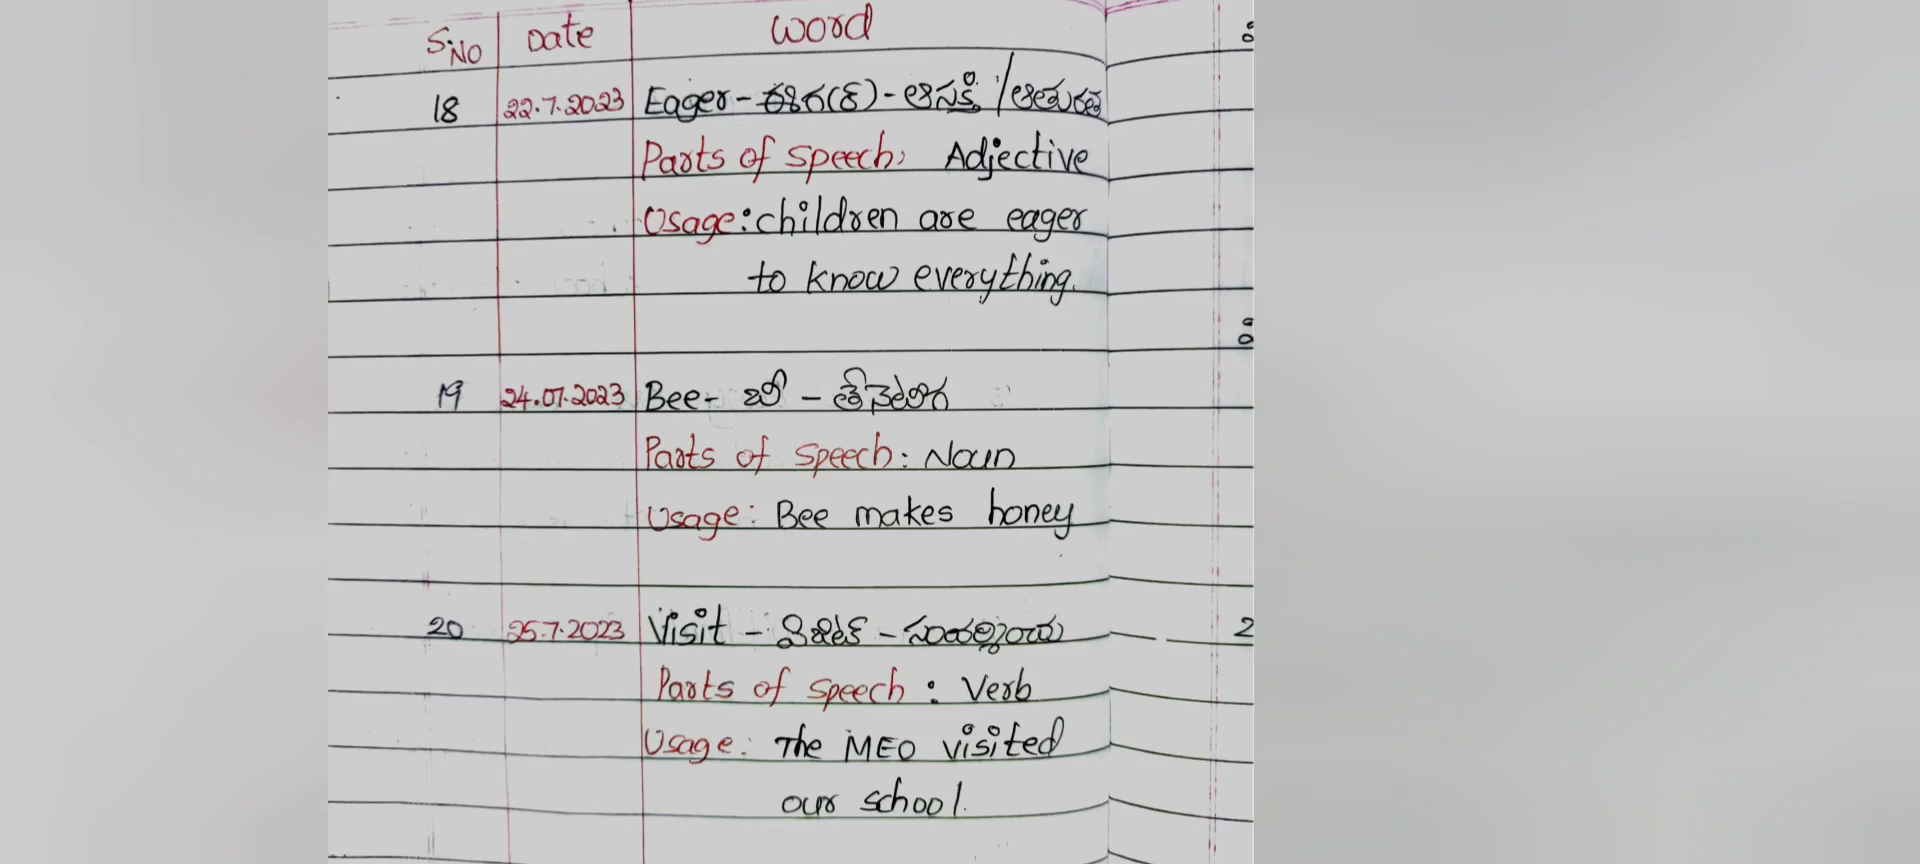 S.No Date Word
18 22.7.2023 Eager - ఈగ(ర్) - ఆసక్తి / ఆతురత
Parts of speech: Adjective
Usage: children are eager
to know everything.
19 24.07.2023 Bee - బీ - తేనెటీగ
Parts of speech: Noun
Usage: Bee makes honey
20 25.7.2023 Visit - విజిట్ - సందర్శించు
Parts of speech: Verb
Usage: The MEO visited
our school.